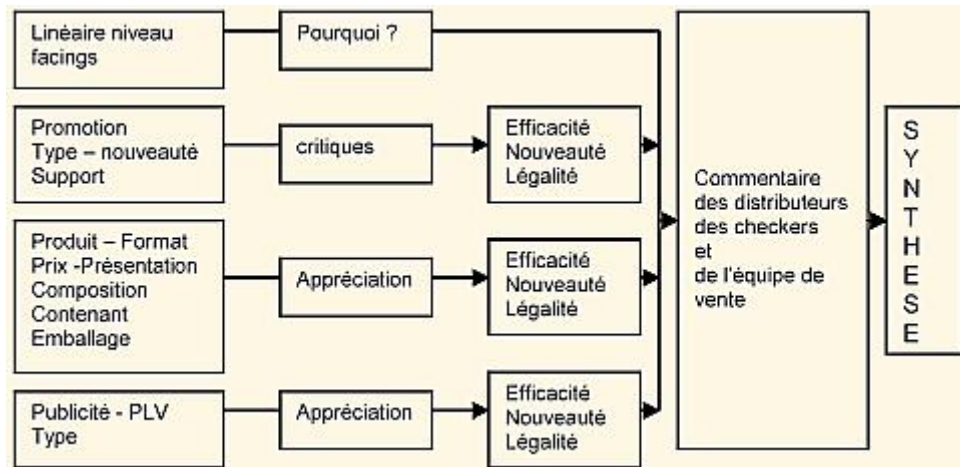 Linéaire niveau
facings
Pourquoi ?
Promotion
Type – nouveauté
Support
critiques
Efficacité
Nouveauté
Légalité
Produit – Format
Prix -Présentation
Composition
Contenant
Emballage
Appréciation
Efficacité
Nouveauté
Légalité
Publicité - PLV
Type
Appréciation
Efficacité
Nouveauté
Légalité
Commentaire
des distributeurs
des checkers
et
de l'équipe de
vente
S
Y
N
T
H
E
S
E